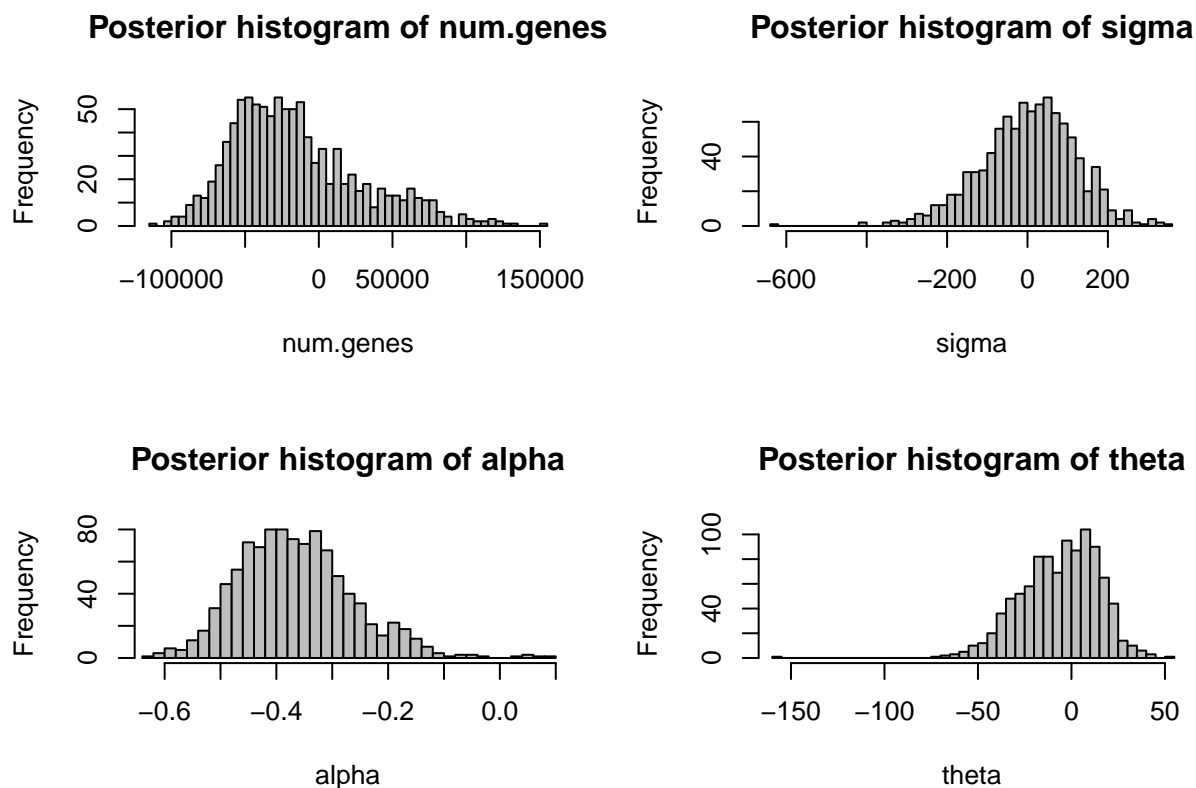 Posterior histogram of num.genes
Frequency
0
20
50
−100000
0
50000
150000
num.genes
Posterior histogram of sigma
Frequency
0
40
−600
−200
0
200
sigma
Posterior histogram of alpha
Frequency
0
40
80
−0.6
−0.4
−0.2
0.0
alpha
Posterior histogram of theta
Frequency
0
40
100
−150
−100
−50
0
50
theta